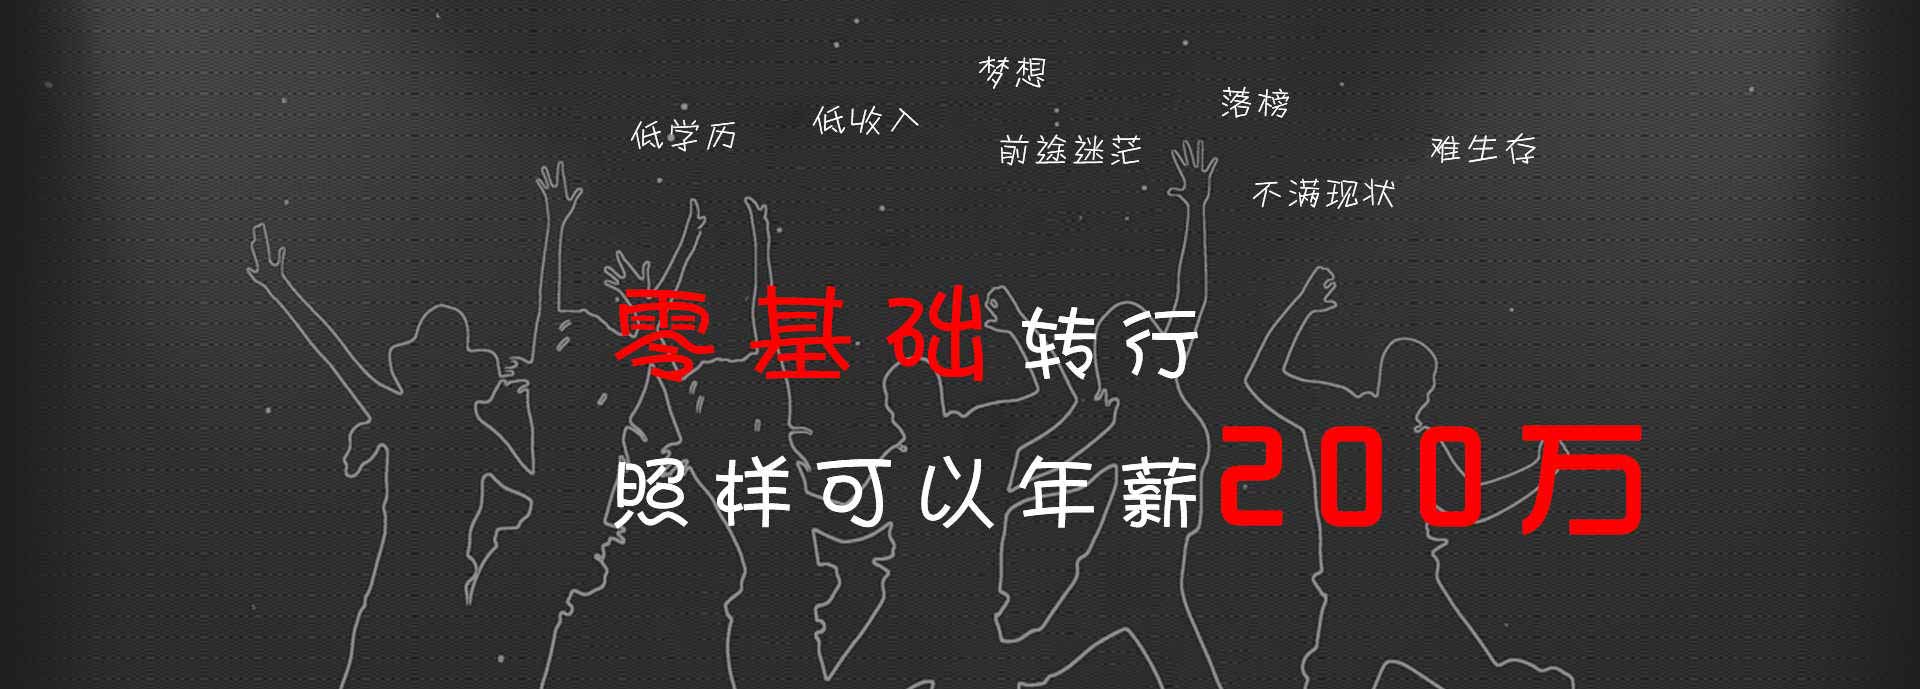 梦想
落榜
低收入
低学历
前途迷茫
难生存
不满现状
零基础转行
照样可以年薪200万